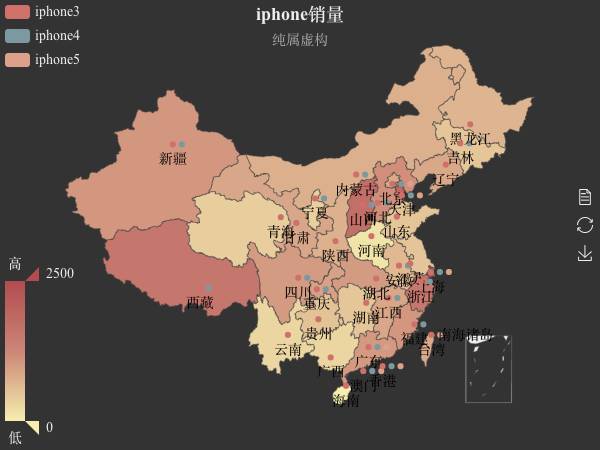 iphone3
iphone4
iphone5
iphone销量
纯属虚构
黑龙江
吉林
辽宁
新疆
内蒙古
北京
天津
宁夏
山西
河北
山东
青海
甘肃
河南
陕西
高
2500
西藏
四川
重庆
湖北
安徽
江苏
上海
浙江
湖南
江西
贵州
云南
福建
南海诸岛
台湾
广西
广东
香港
澳门
海南
0
低